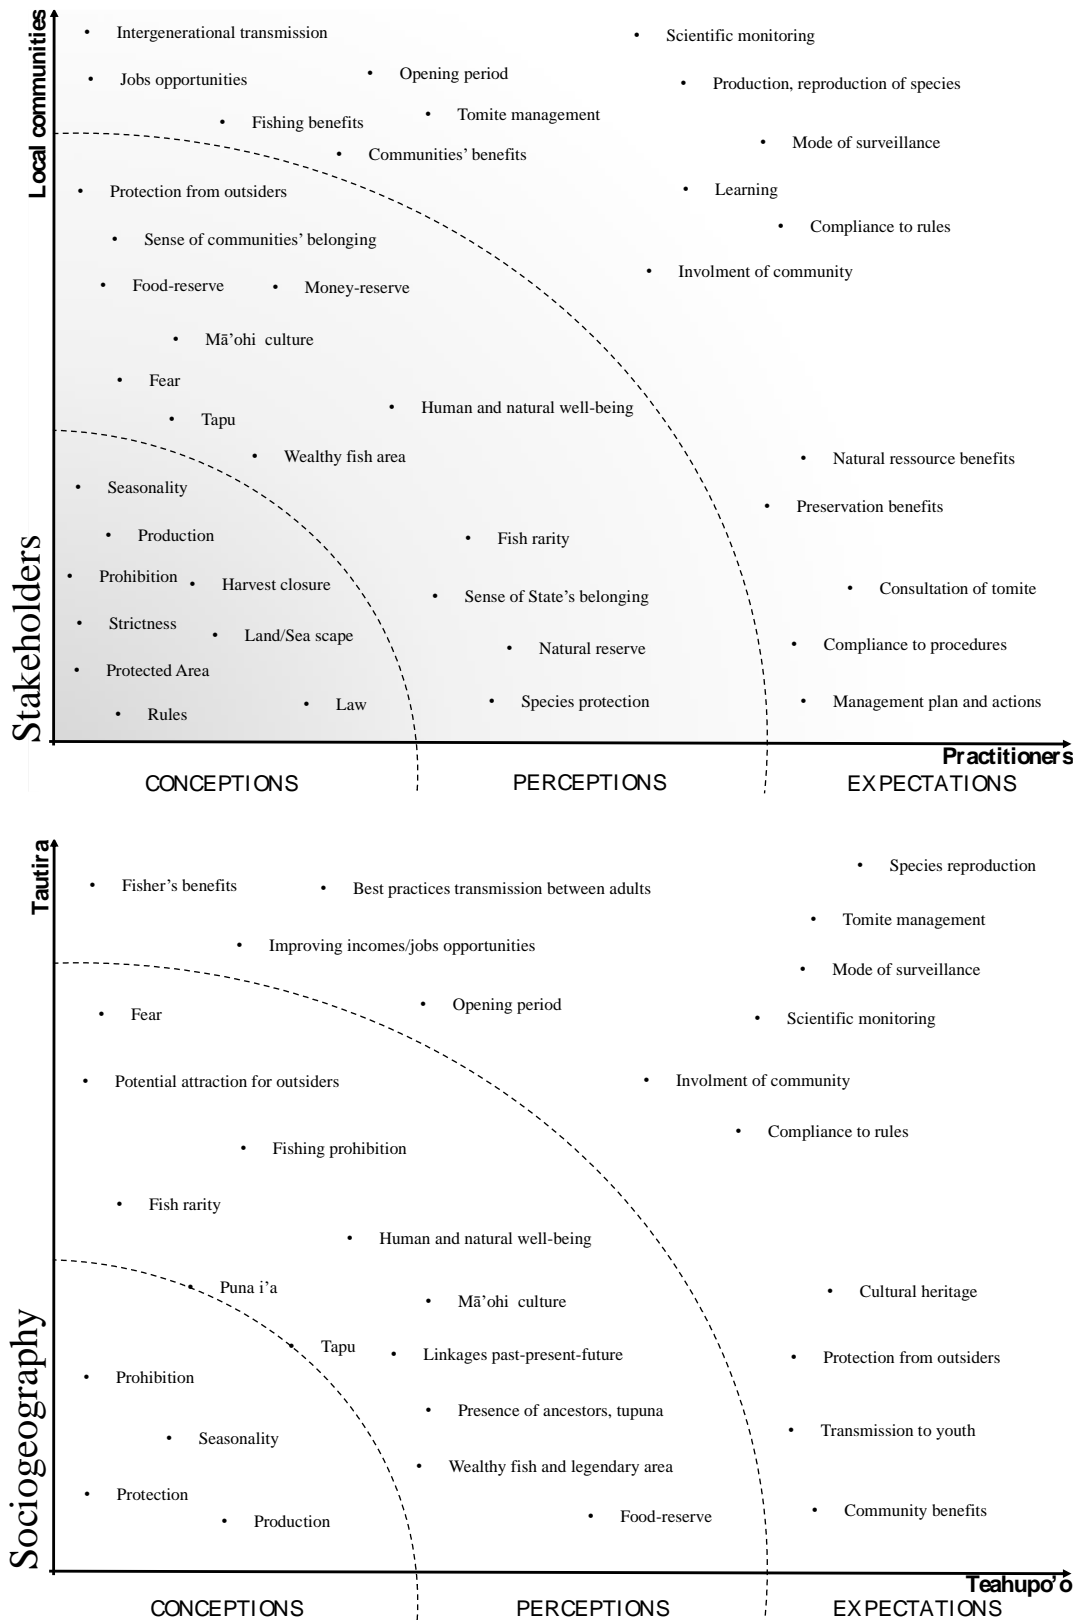 Local communities
Intergenerational transmission
Scientific monitoring
Jobs opportunities
Opening period
Production, reproduction of species
Fishing benefits
Tomite management
Mode of surveillance
Communities’ benefits
Protection from outsiders
Learning
Compliance to rules
Sense of communities’ belonging
Involment of community
Food-reserve
Money-reserve
Mā’ohi culture
Fear
Human and natural well-being
Tapu
Wealthy fish area
Natural ressource benefits
Seasonality
Preservation benefits
Production
Fish rarity
Prohibition
Harvest closure
Consultation of tomite
Sense of State’s belonging
Strictness
Land/Sea scape
Compliance to procedures
Natural reserve
Protected Area
Law
Species protection
Management plan and actions
Rules
Stakeholders
Practitioners
CONCEPTIONS
PERCEPTIONS
EXPECTATIONS
Tautira
Species reproduction
Fisher’s benefits
Best practices transmission between adults
Tomite management
Improving incomes/jobs opportunities
Mode of surveillance
Opening period
Fear
Scientific monitoring
Potential attraction for outsiders
Involment of community
Compliance to rules
Fishing prohibition
Fish rarity
Human and natural well-being
Puna i’a
Cultural heritage
Mā’ohi culture
Tapu
Linkages past-present-future
Protection from outsiders
Prohibition
Presence of ancestors, tupuna
Transmission to youth
Seasonality
Wealthy fish and legendary area
Protection
Community benefits
Production
Food-reserve
Sociogeography
Teahupo’o
CONCEPTIONS
PERCEPTIONS
EXPECTATIONS